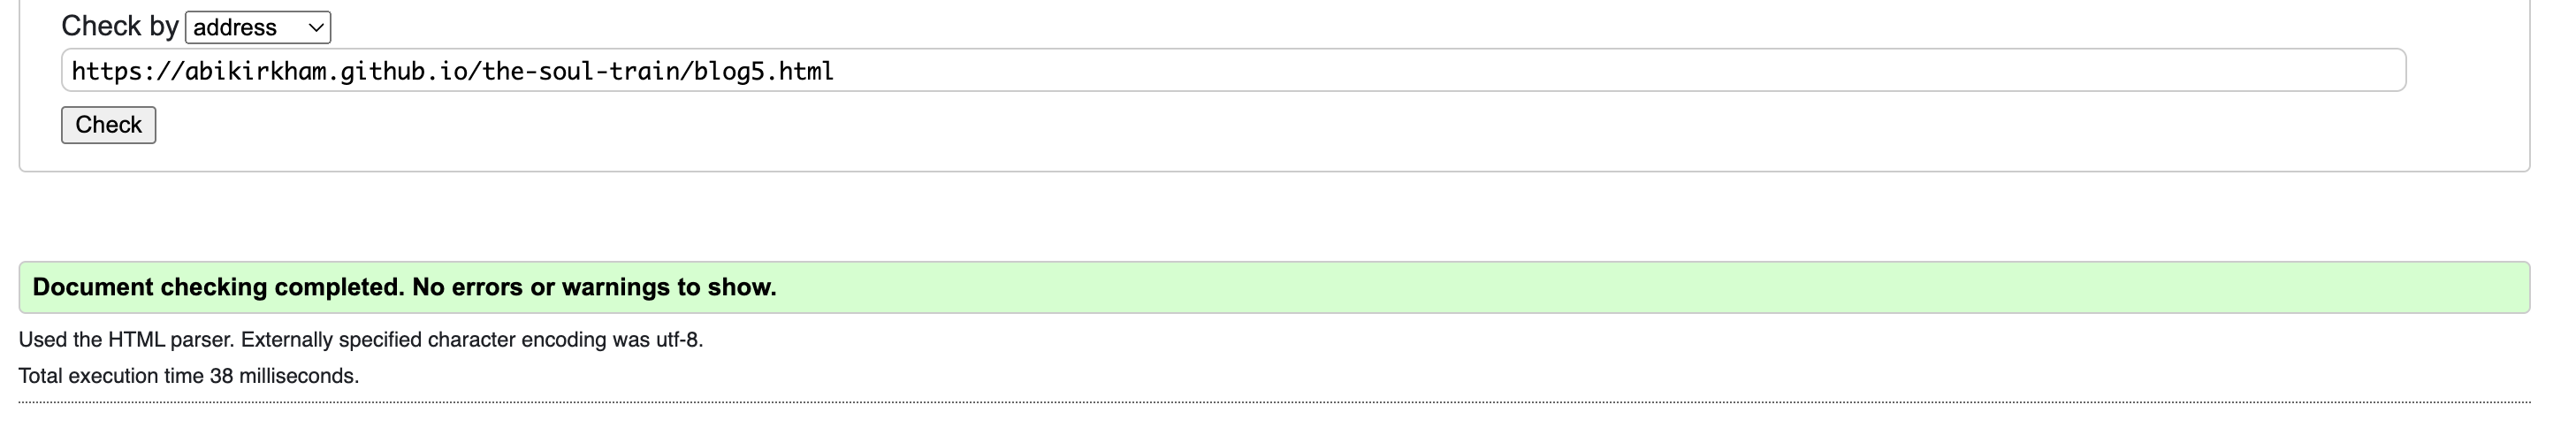 Check by address
https://abikirkham.github.io/the-soul-train/blog5.html
Check
Document checking completed. No errors or warnings to show.
Used the HTML parser. Externally specified character encoding was utf-8.
Total execution time 38 milliseconds.